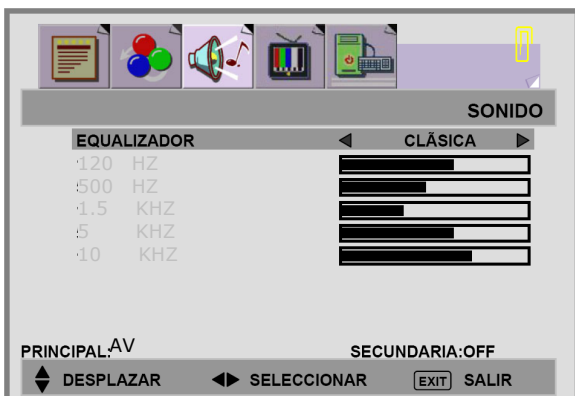 SONIDO
EQUALIZADOR CLÃSICA
120 HZ
500 HZ
1.5 KHZ
5 KHZ
10 KHZ
PRINCIPAL:AV SECUNDARIA:OFF
DESPLAZAR SELECCIONAR EXIT SALIR